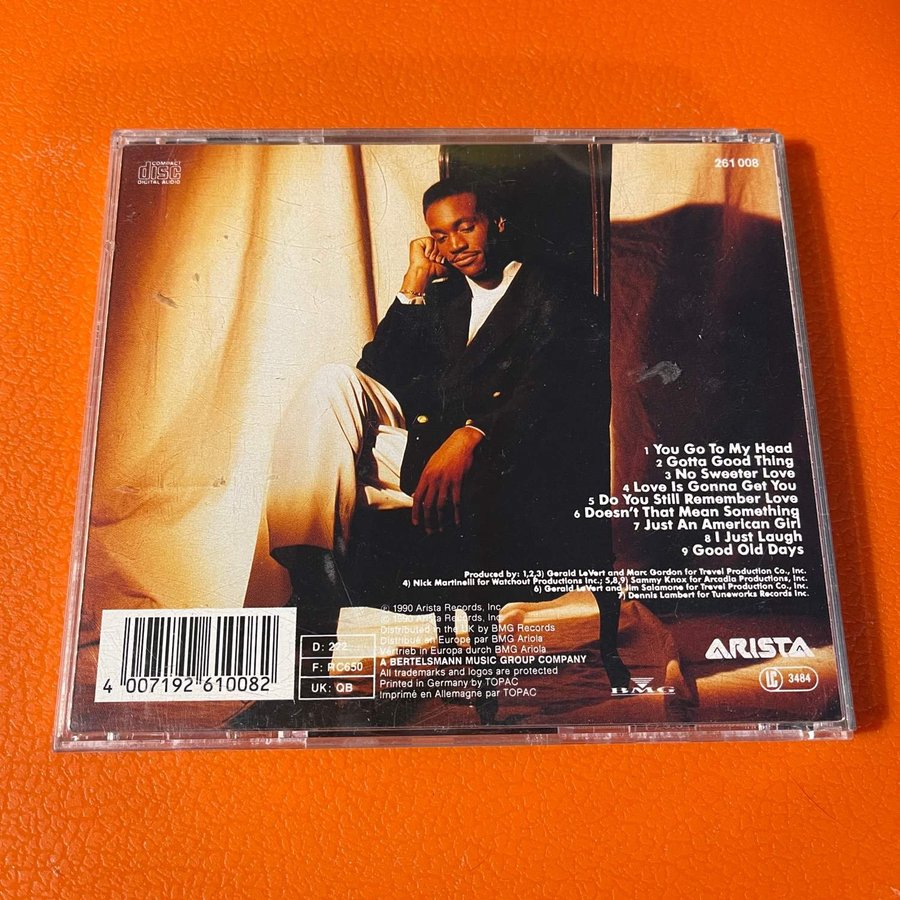 COMPACT
disc
DIGITAL AUDIO
261 008
1 You Go To My Head
2 Gotta Good Thing
3 No Sweeter Love
4 Love Is Gonna Get You
5 Do You Still Remember Love
6 Doesn't That Mean Something
7 Just An American Girl
8 I Just Laugh
9 Good Old Days
Produced by: 1,2,3) Gerald LeVert and Marc Gordon for Trevel Production Co., Inc.
4) Nick Martinelli for Watchout Productions Inc.; 5,8,9) Sammy Knox for Arcadia Productions, Inc.
6) Gerald LeVert and Jim Salamone for Trevel Production Co., Inc.
7) Dennis Lambert for Tuneworks Records Inc.
℗ 1990 Arista Records, Inc.
© 1990 Arista Records, Inc.
Distributed in the UK by BMG Records
Distribué en Europe par BMG Ariola
Vertrieb in Europa durch BMG Ariola
A BERTELSMANN MUSIC GROUP COMPANY
All trademarks and logos are protected
Printed in Germany by TOPAC
Imprimé en Allemagne par TOPAC
D: 222
F: RC650
UK: QB
4 007192 610082
BMG
ARISTA
LC 3484